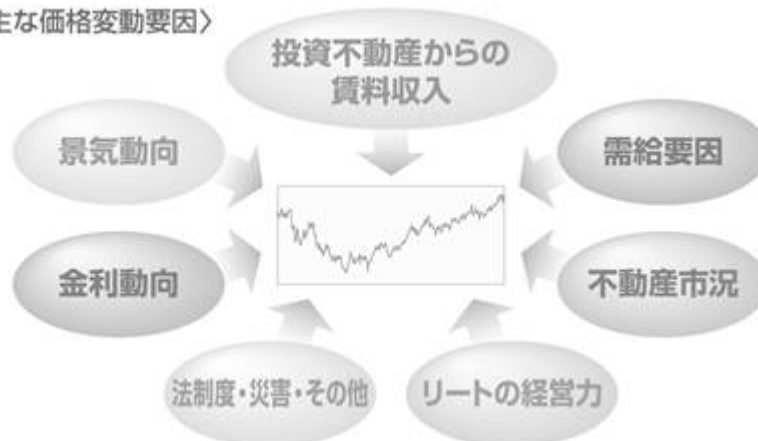 主な価格変動要因〉
投資不動産からの
賃料収入
景気動向
需給要因
金利動向
不動産市況
法制度・災害・その他
リートの経営力